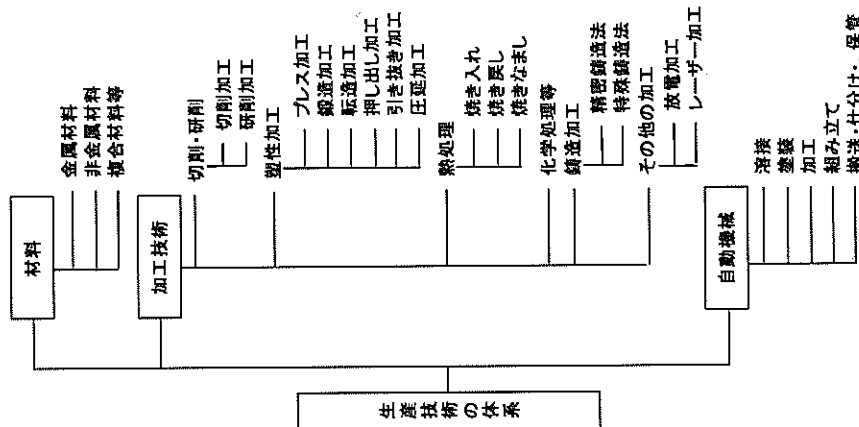 生産技術の体系
材料
金属材料
非金属材料
複合材料等
加工技術
切削・研削
切削加工
研削加工
塑性加工
プレス加工
鍛造加工
転造加工
押し出し加工
引き抜き加工
圧延加工
熱処理
焼き入れ
焼き戻し
焼きなまし
化学処理等
鋳造加工
精密鋳造法
特殊鋳造法
その他の加工
放電加工
レーザー加工
自動機械
溶接
塗装
加工
組み立て
搬送・仕分け・保管